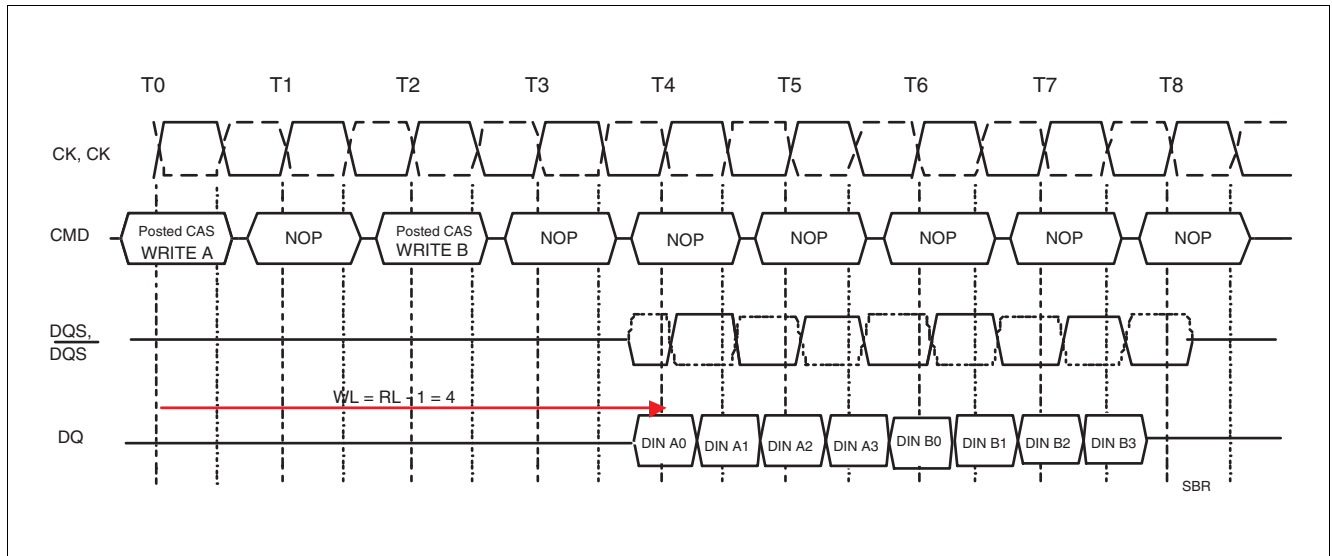 T0 T1 T2 T3 T4 T5 T6 T7 T8
CK, CK
CMD
Posted CAS
WRITE A
NOP
Posted CAS
WRITE B
NOP
NOP
NOP
NOP
NOP
NOP
DQS,
DQS
WL = RL - 1 = 4
DQ
DIN A0
DIN A1
DIN A2
DIN A3
DIN B0
DIN B1
DIN B2
DIN B3
SBR